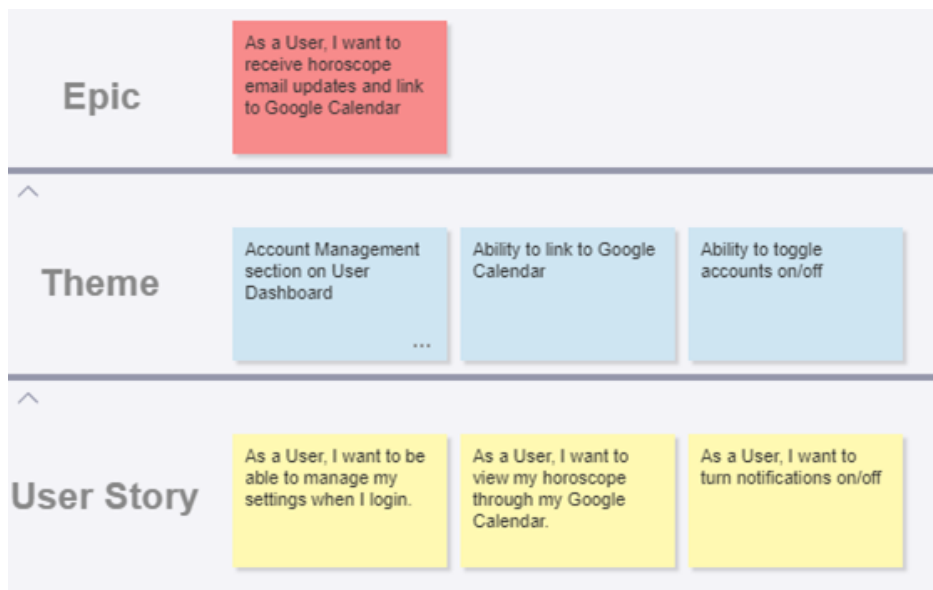 Epic
As a User, I want to
receive horoscope
email updates and link
to Google Calendar
Theme
Account Management
section on User
Dashboard
...
Ability to link to Google
Calendar
Ability to toggle
accounts on/off
User Story
As a User, I want to be
able to manage my
settings when I login.
As a User, I want to
view my horoscope
through my Google
Calendar.
As a User, I want to
turn notifications on/off